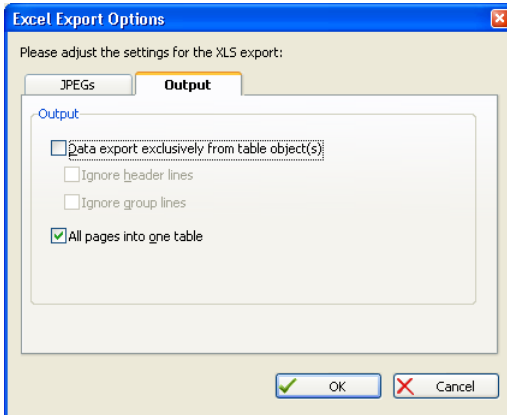 Excel Export Options
Please adjust the settings for the XLS export:
JPEGs Output
Output
Data export exclusively from table object(s)
Ignore header lines
Ignore group lines
All pages into one table
OK Cancel